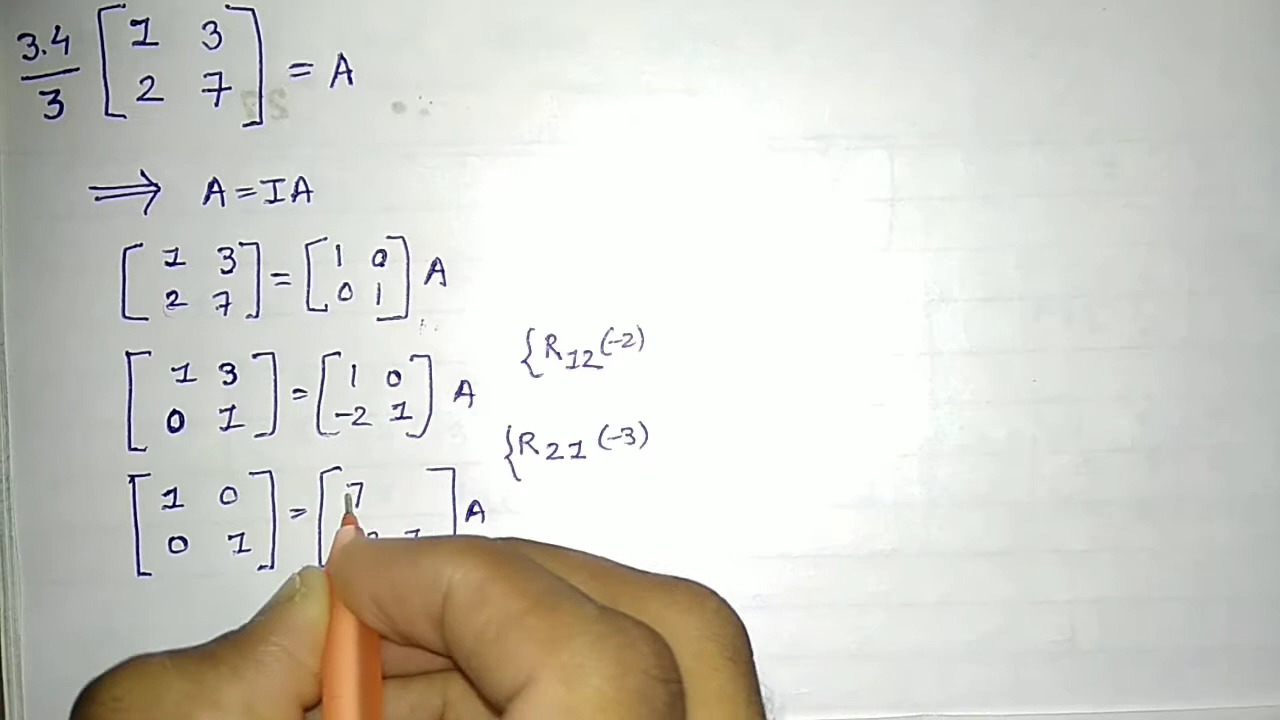 3.4/3 [1 3; 2 7] = A
⟹ A = IA
[1 3; 2 7] = [1 0; 0 1] A
[1 3; 0 1] = [1 0; -2 1] A {R12(-2)
[1 0; 0 1] = [7 A {R21(-3)